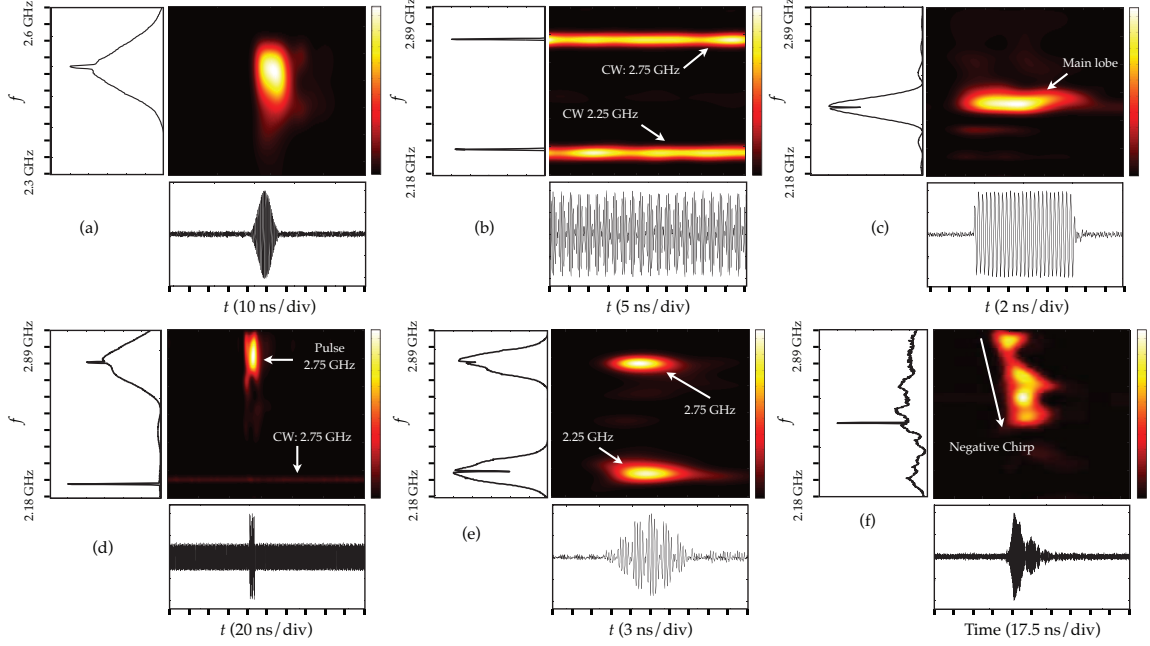 2.6 GHz
f
2.3 GHz
(a)
t (10 ns/div)
2.89 GHz
f
2.18 GHz
CW: 2.75 GHz
CW 2.25 GHz
(b)
t (5 ns/div)
2.89 GHz
f
2.18 GHz
Main lobe
(c)
t (2 ns/div)
2.89 GHz
f
2.18 GHz
Pulse
2.75 GHz
CW: 2.75 GHz
(d)
t (20 ns/div)
2.89 GHz
f
2.18 GHz
2.75 GHz
2.25 GHz
(e)
t (3 ns/div)
2.89 GHz
f
2.18 GHz
Negative Chirp
(f)
Time (17.5 ns/div)